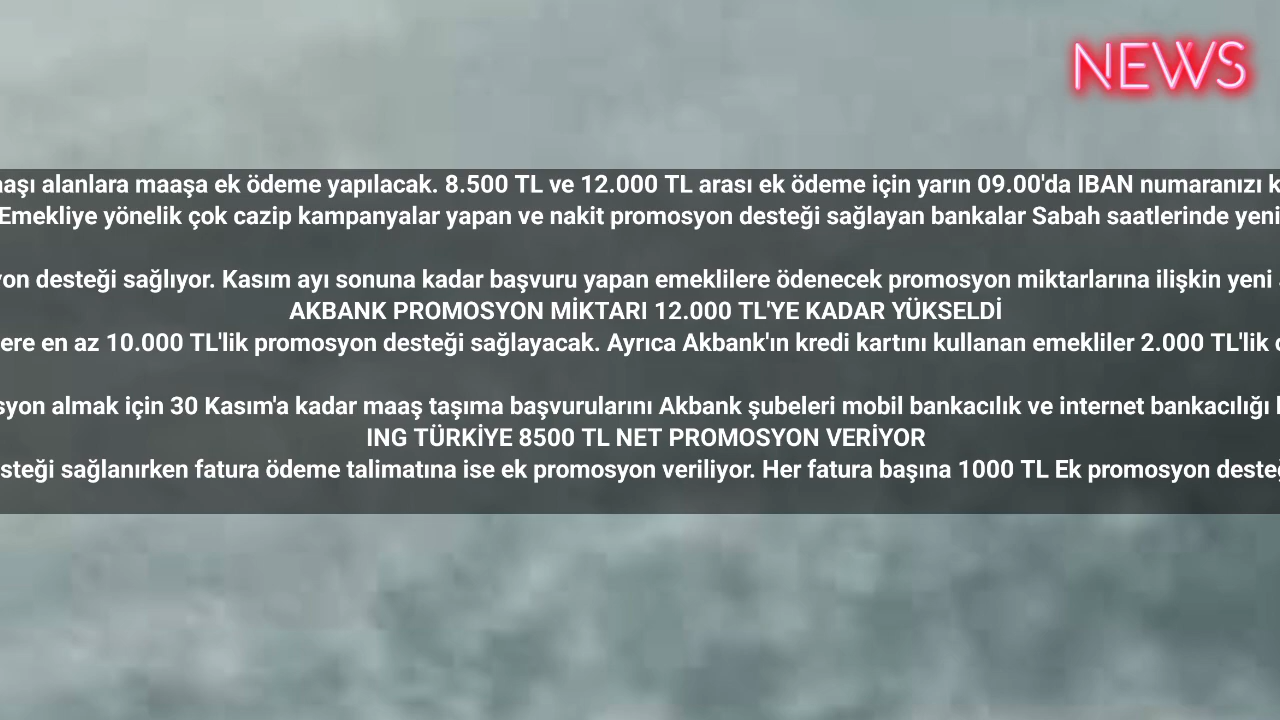 NEWS
aaşı alanlara maaşa ek ödeme yapılacak. 8.500 TL ve 12.000 TL arası ek ödeme için yarın 09.00'da IBAN numaranızı k
Emekliye yönelik çok cazip kampanyalar yapan ve nakit promosyon desteği sağlayan bankalar Sabah saatlerinde yeni
yon desteği sağlıyor. Kasım ayı sonuna kadar başvuru yapan emeklilere ödenecek promosyon miktarlarına ilişkin yeni
AKBANK PROMOSYON MİKTARI 12.000 TL'YE KADAR YÜKSELDİ
ere en az 10.000 TL'lik promosyon desteği sağlayacak. Ayrıca Akbank'ın kredi kartını kullanan emekliler 2.000 TL'lik
syon almak için 30 Kasım'a kadar maaş taşıma başvurularını Akbank şubeleri mobil bankacılık ve internet bankacılığı
ING TÜRKİYE 8500 TL NET PROMOSYON VERİYOR
steği sağlanırken fatura ödeme talimatına ise ek promosyon veriliyor. Her fatura başına 1000 TL Ek promosyon desteğ